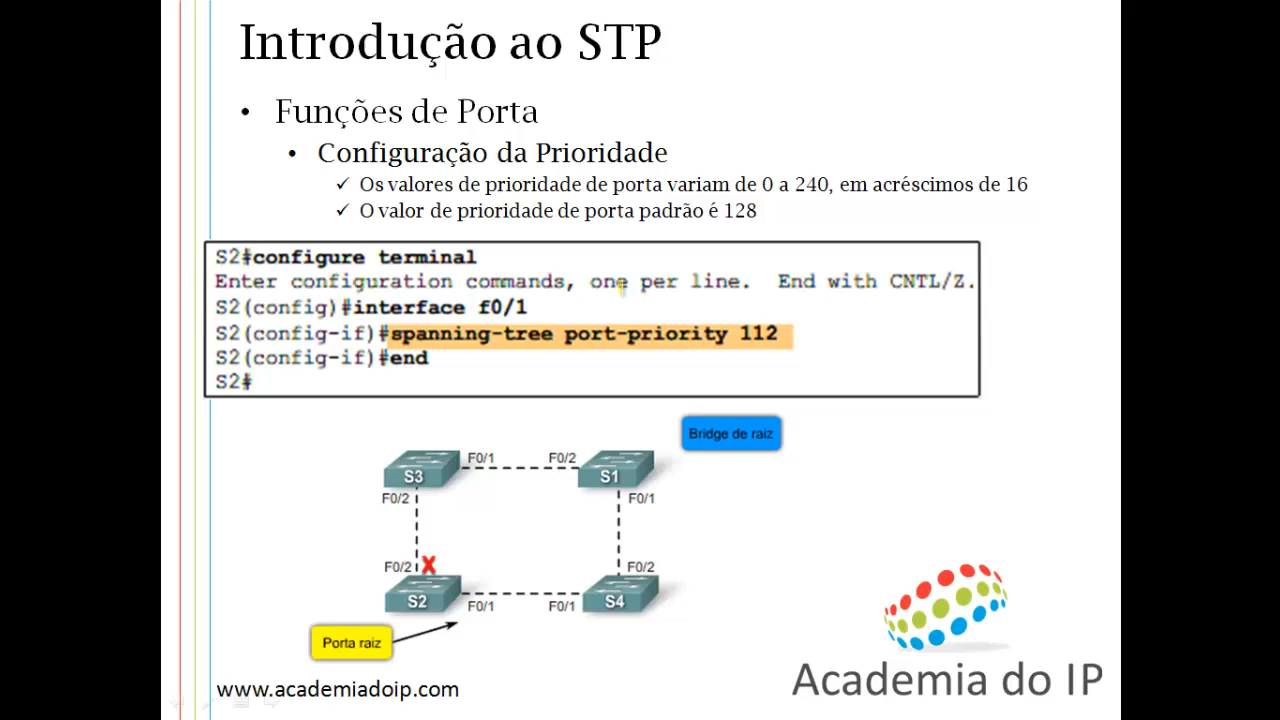 Introdução ao STP
• Funções de Porta
• Configuração da Prioridade
✓ Os valores de prioridade de porta variam de 0 a 240, em acréscimos de 16
✓ O valor de prioridade de porta padrão é 128
S2#configure terminal
Enter configuration commands, one per line. End with CNTL/Z.
S2(config)#interface f0/1
S2(config-if)#spanning-tree port-priority 112
S2(config-if)#end
S2#
Bridge de raiz
F0/1 F0/2
S3 S1
F0/2 F0/1
F0/2 X F0/2
S2 S4
F0/1 F0/1
Porta raiz
www.academiadoip.com
Academia do IP